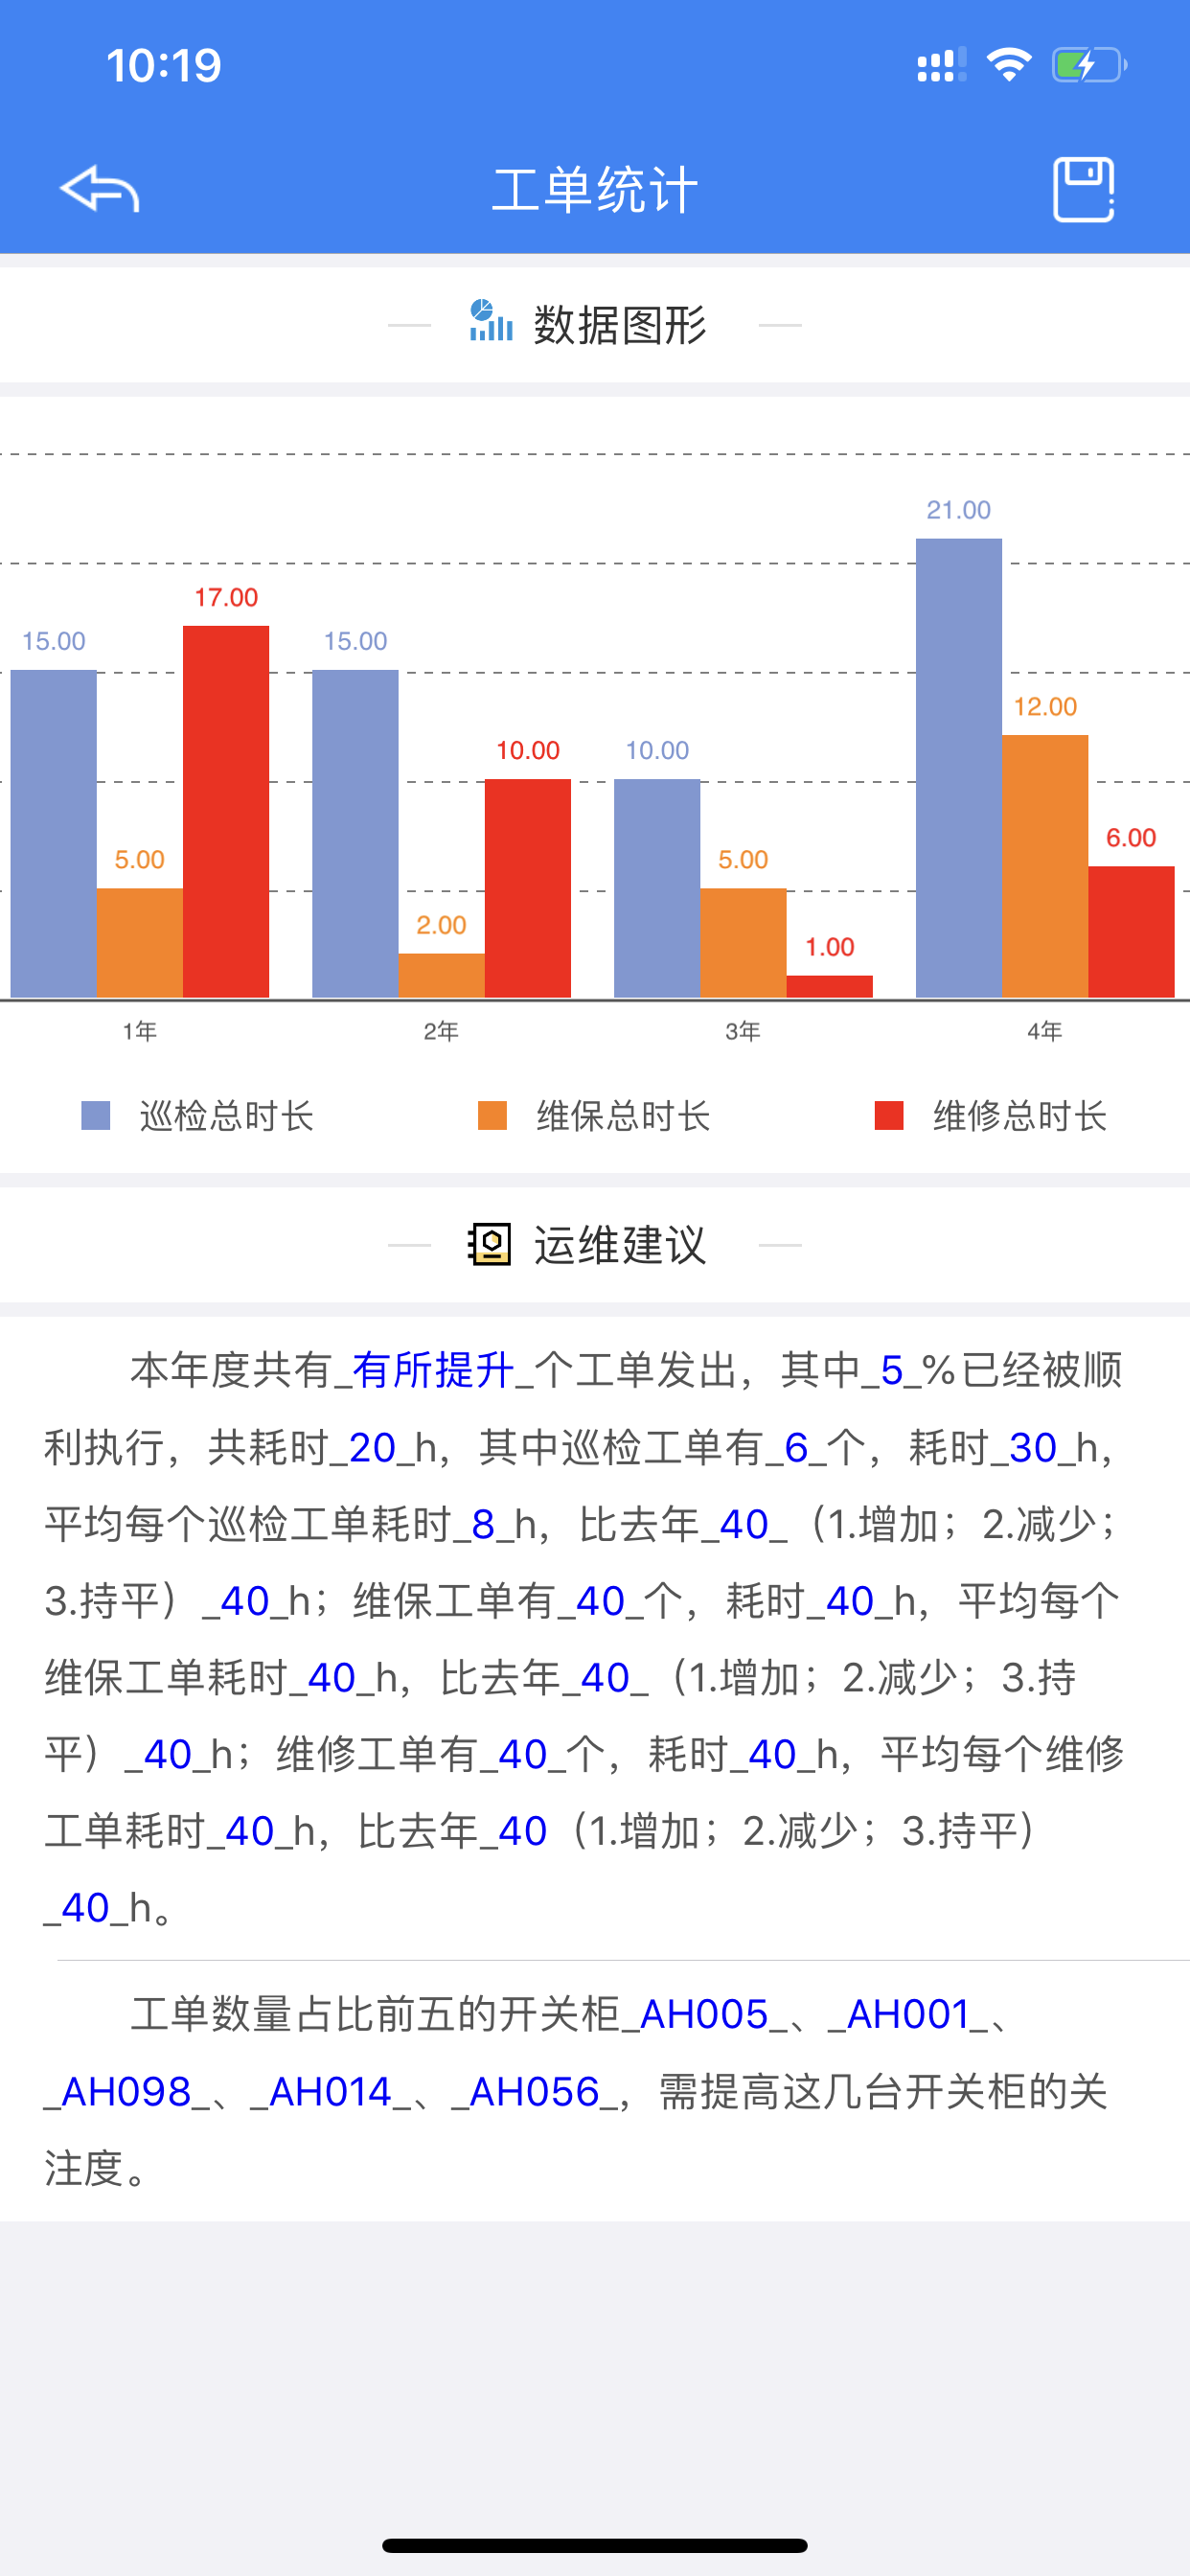 10:19
工单统计
数据图形
21.00
17.00
15.00
15.00
12.00
10.00
10.00
6.00
5.00
5.00
2.00
1.00
1年
2年
3年
4年
巡检总时长
维保总时长
维修总时长
运维建议
本年度共有_有所提升_个工单发出，其中_5_%已经被顺
利执行，共耗时_20_h，其中巡检工单有_6_个，耗时_30_h，
平均每个巡检工单耗时_8_h，比去年_40_（1.增加；2.减少；
3.持平）_40_h；维保工单有_40_个，耗时_40_h，平均每个
维保工单耗时_40_h，比去年_40_（1.增加；2.减少；3.持
平）_40_h；维修工单有_40_个，耗时_40_h，平均每个维修
工单耗时_40_h，比去年_40（1.增加；2.减少；3.持平）
_40_h。
工单数量占比前五的开关柜_AH005_、_AH001_、
_AH098_、_AH014_、_AH056_，需提高这几台开关柜的关
注度。